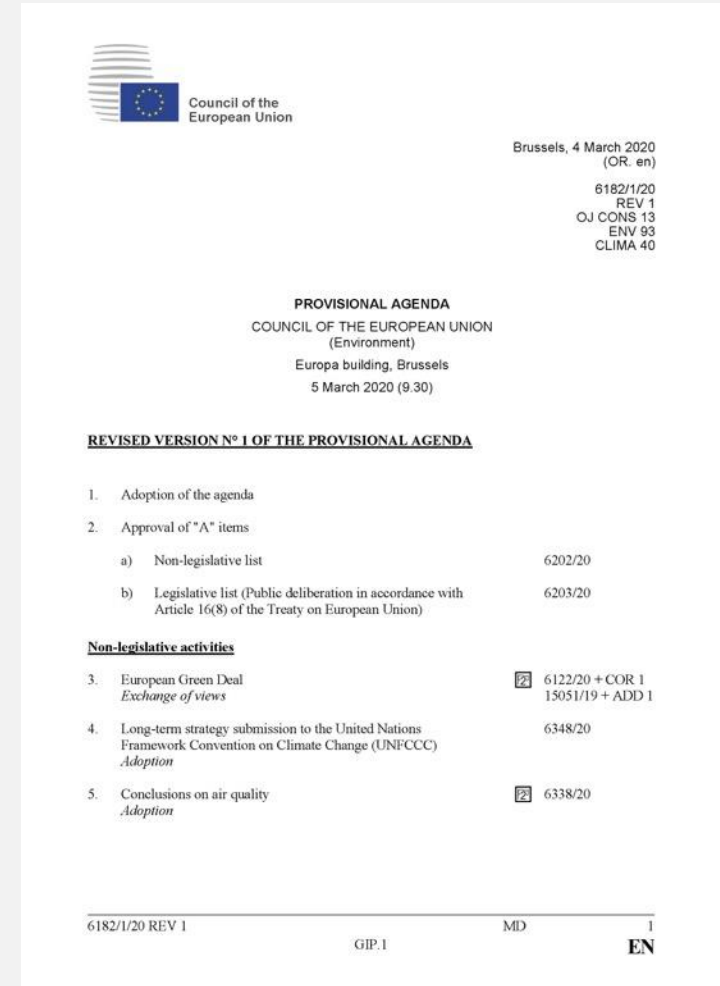 Council of the
European Union
Brussels, 4 March 2020
(OR. en)
6182/1/20
REV 1
OJ CONS 13
ENV 93
CLIMA 40
PROVISIONAL AGENDA
COUNCIL OF THE EUROPEAN UNION
(Environment)
Europa building, Brussels
5 March 2020 (9.30)
REVISED VERSION N° 1 OF THE PROVISIONAL AGENDA
1. Adoption of the agenda
2. Approval of "A" items
a) Non-legislative list 6202/20
b) Legislative list (Public deliberation in accordance with 6203/20
Article 16(8) of the Treaty on European Union)
Non-legislative activities
3. European Green Deal 2 6122/20 + COR 1
Exchange of views 15051/19 + ADD 1
4. Long-term strategy submission to the United Nations 6348/20
Framework Convention on Climate Change (UNFCCC)
Adoption
5. Conclusions on air quality 2 6338/20
Adoption
6182/1/20 REV 1 MD 1
GIP.1 EN